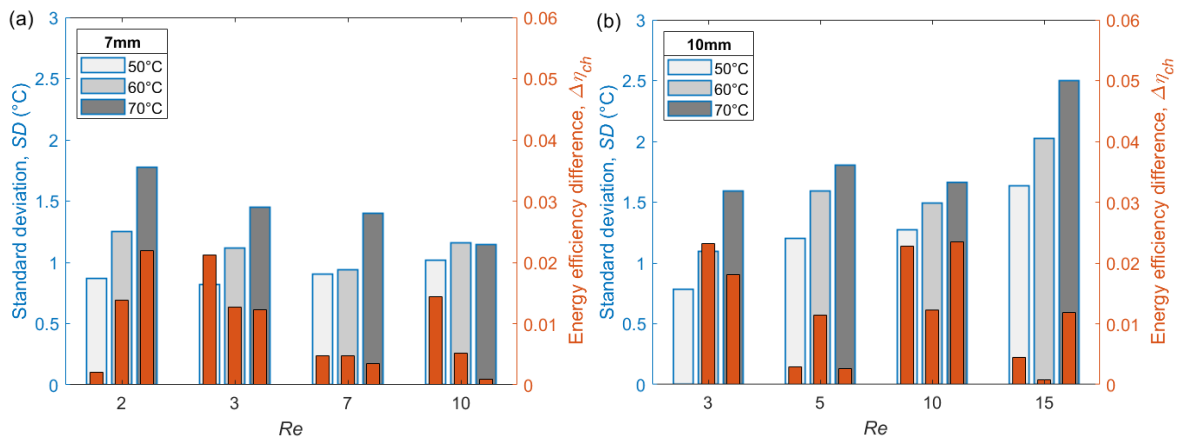 (a)
7mm
50°C
60°C
70°C
Standard deviation, SD (°C)
3
2.5
2
1.5
1
0.5
0
Energy efficiency difference, Δη_ch
0.06
0.05
0.04
0.03
0.02
0.01
0
2 3 7 10
Re
(b)
10mm
50°C
60°C
70°C
Standard deviation, SD (°C)
3
2.5
2
1.5
1
0.5
0
Energy efficiency difference, Δη_ch
0.06
0.05
0.04
0.03
0.02
0.01
0
3 5 10 15
Re